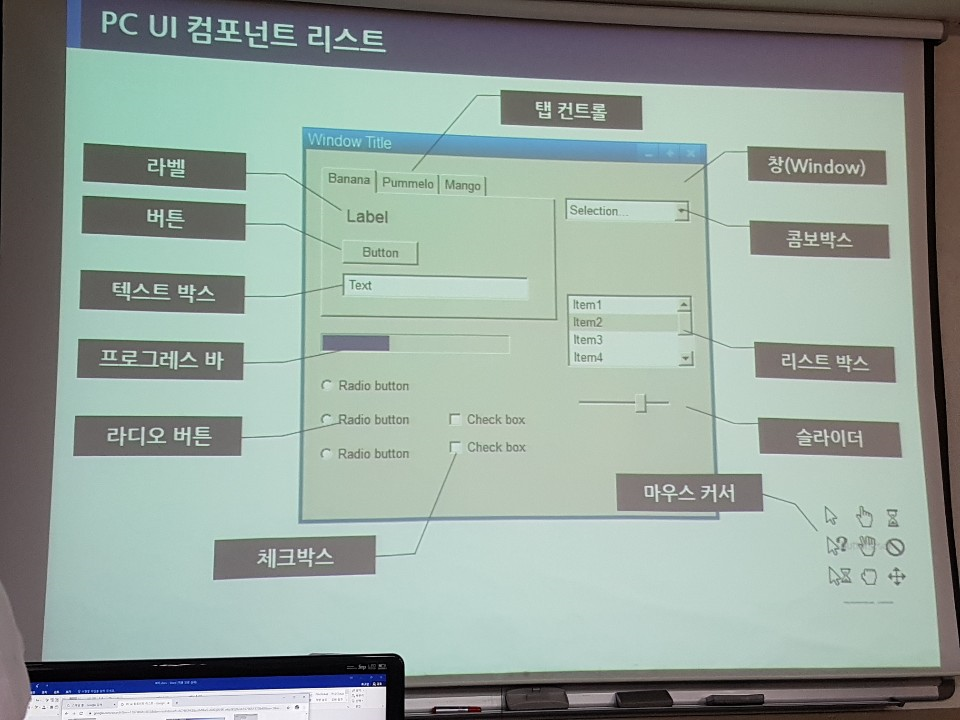 PC UI 컴포넌트 리스트
탭 컨트롤
Window Title
창(Window)
라벨
Banana
Pummelo
Mango
Selection...
버튼
Label
콤보박스
Button
텍스트 박스
Text
Item1
Item2
Item3
Item4
프로그레스 바
리스트 박스
Radio button
Radio button
Check box
라디오 버튼
슬라이더
Radio button
Check box
마우스 커서
체크박스